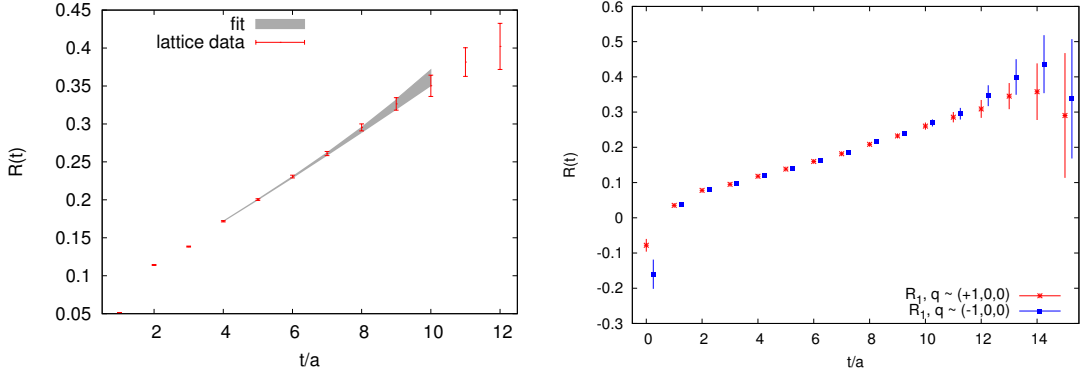 0.45
0.4
0.35
0.3
0.25
0.2
0.15
0.1
0.05
2 4 6 8 10 12
R(t)
t/a
fit
lattice data
0.6
0.5
0.4
0.3
0.2
0.1
0
-0.1
-0.2
-0.3
0 2 4 6 8 10 12 14
R(t)
t/a
R1, q ~ (+1,0,0)
R1, q ~ (-1,0,0)